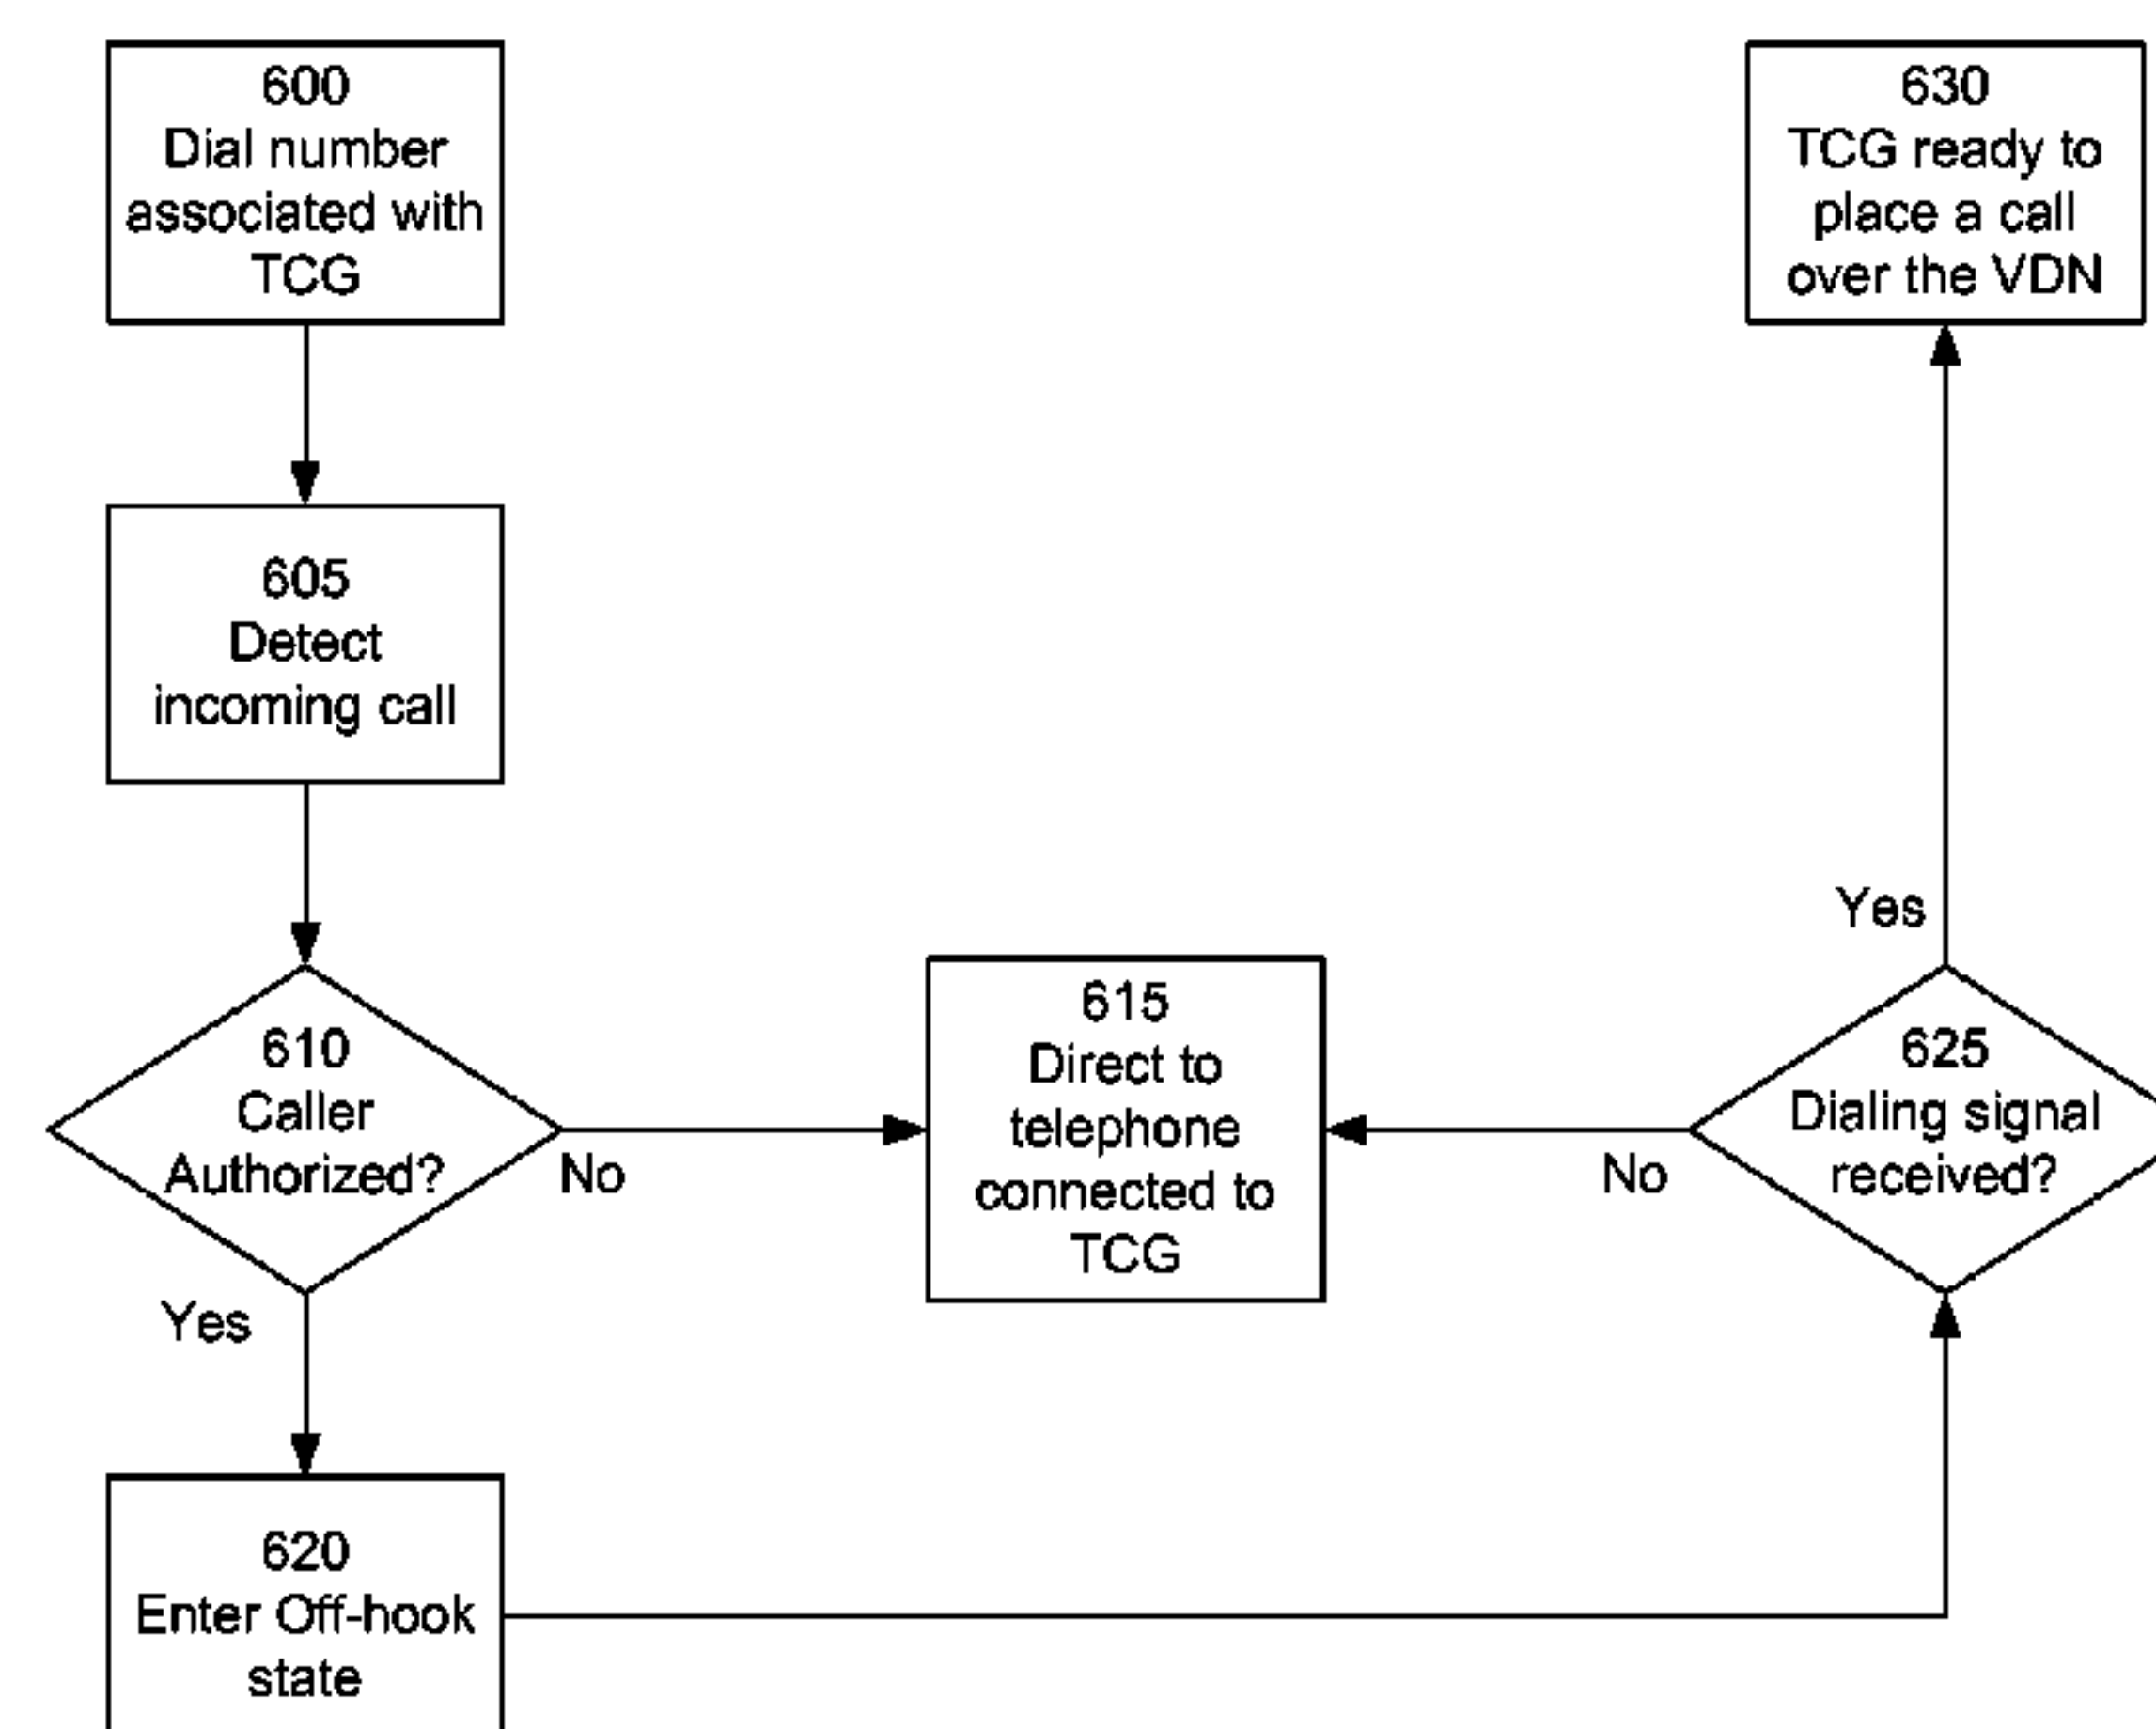 600
Dial number
associated with
TCG
605
Detect
incoming call
610
Caller
Authorized?
No
Yes
620
Enter Off-hook
state
615
Direct to
telephone
connected to
TCG
630
TCG ready to
place a call
over the VDN
Yes
625
Dialing signal
received?
No